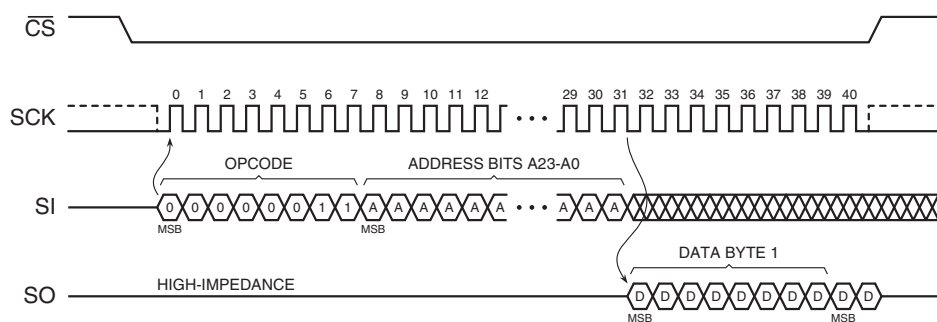 CS
0 1 2 3 4 5 6 7 8 9 10 11 12 29 30 31 32 33 34 35 36 37 38 39 40
SCK
OPCODE ADDRESS BITS A23-A0
SI 0 0 0 0 0 0 1 1 A A A A A A A A A
MSB MSB
DATA BYTE 1
SO HIGH-IMPEDANCE D D D D D D D D D D
MSB MSB